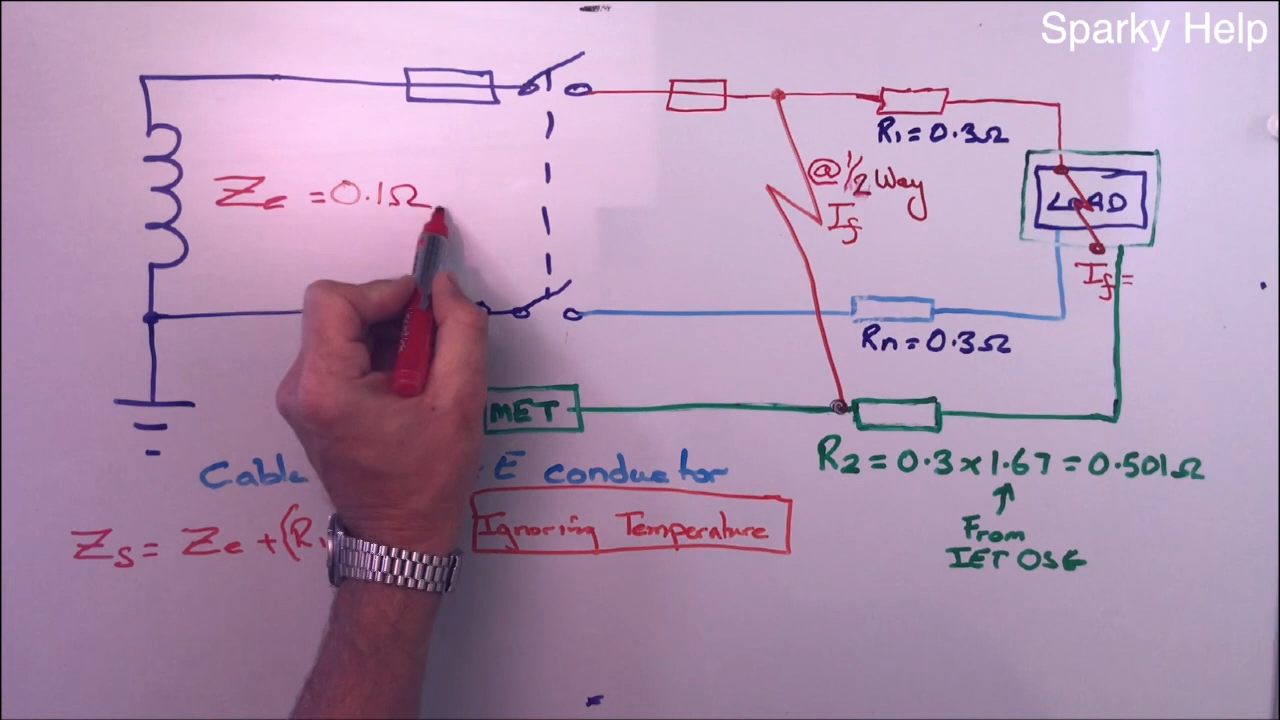 Sparky Help
R₁ = 0.3Ω
Ze = 0.1Ω
@ 1/2 Way
If
LOAD
If =
Rn = 0.3Ω
MET
R2 = 0.3 x 1.67 = 0.501Ω
From
IET OSG
Cable E conductor
Ignoring Temperature
Zs = Ze + (R₁